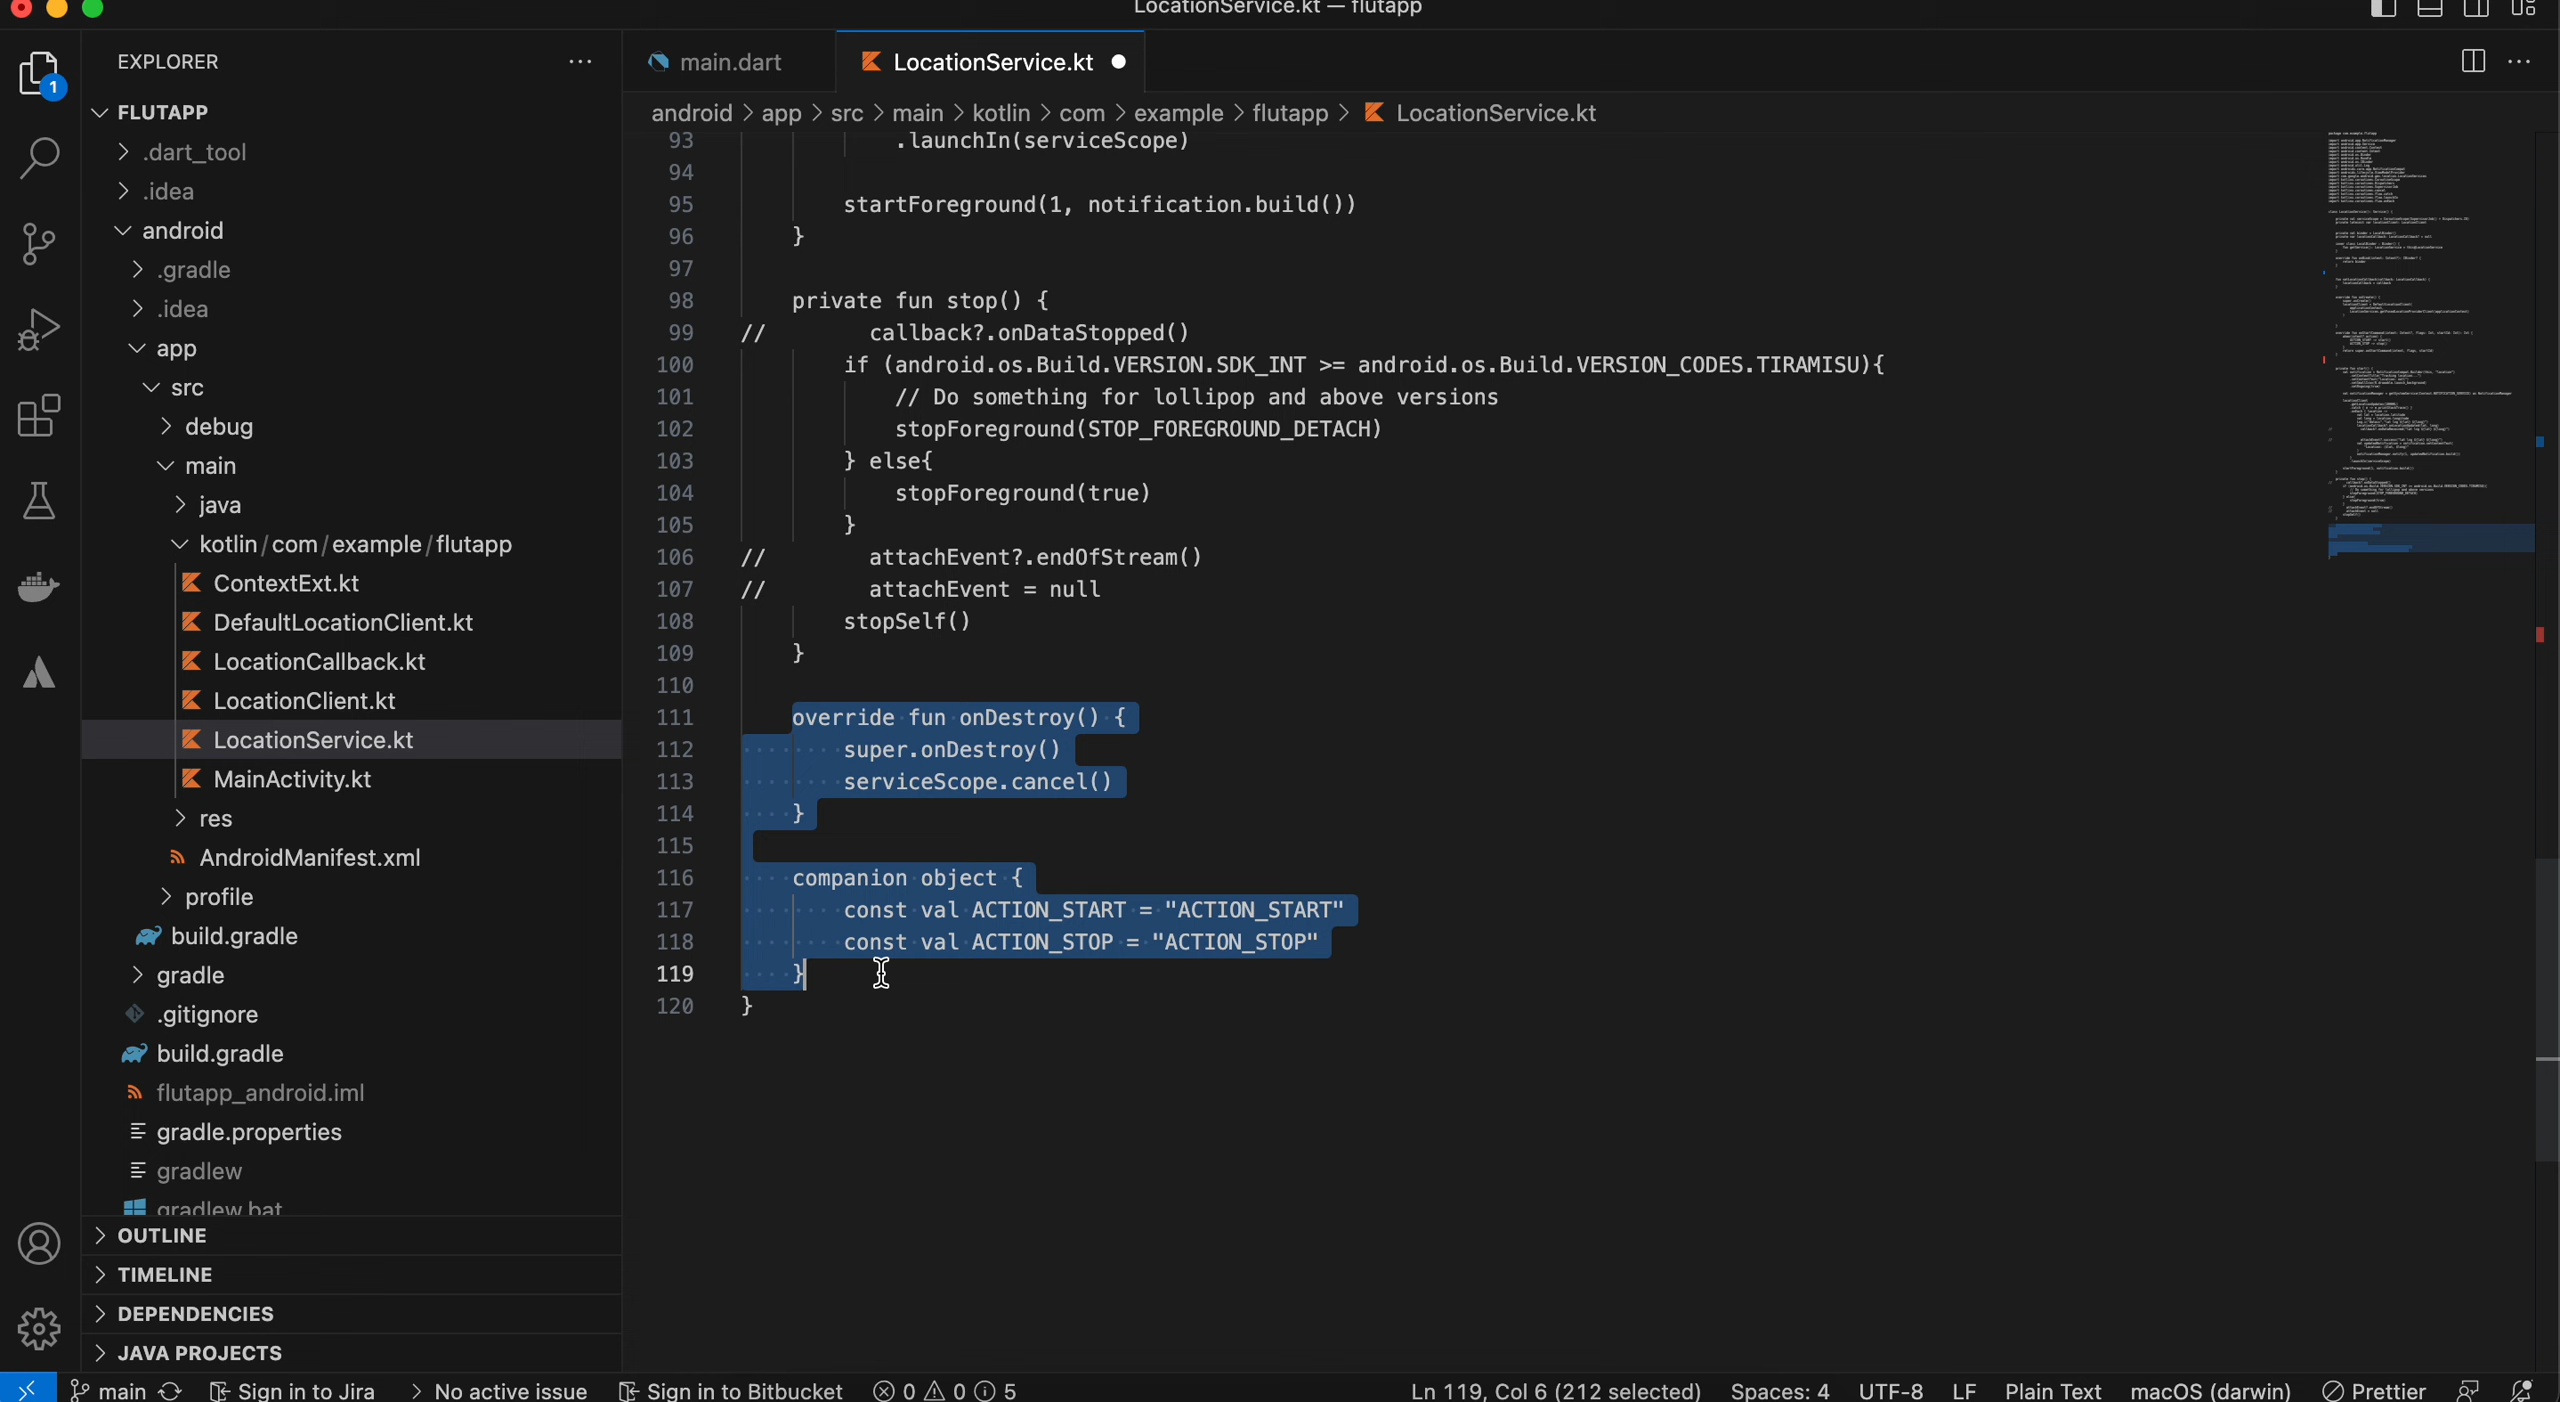 LocationService.kt — flutapp
EXPLORER
main.dart
LocationService.kt
1
FLUTAPP
android > app > src > main > kotlin > com > example > flutapp > LocationService.kt
.dart_tool
.idea
android
.gradle
.idea
app
src
debug
main
java
kotlin/com/example/flutapp
ContextExt.kt
DefaultLocationClient.kt
LocationCallback.kt
LocationClient.kt
LocationService.kt
MainActivity.kt
res
AndroidManifest.xml
profile
build.gradle
gradle
.gitignore
build.gradle
flutapp_android.iml
gradle.properties
gradlew
gradlew.bat
OUTLINE
TIMELINE
DEPENDENCIES
JAVA PROJECTS
93 .launchIn(serviceScope)
94
95 startForeground(1, notification.build())
96 }
97
98 private fun stop() {
99 // callback?.onDataStopped()
100 if (android.os.Build.VERSION.SDK_INT >= android.os.Build.VERSION_CODES.TIRAMISU){
101 // Do something for lollipop and above versions
102 stopForeground(STOP_FOREGROUND_DETACH)
103 } else{
104 stopForeground(true)
105 }
106 // attachEvent?.endOfStream()
107 // attachEvent = null
108 stopSelf()
109 }
110
111 override fun onDestroy() {
112 super.onDestroy()
113 serviceScope.cancel()
114 }
115
116 companion object {
117 const val ACTION_START = "ACTION_START"
118 const val ACTION_STOP = "ACTION_STOP"
119 }
120 }
main Sign in to Jira > No active issue Sign in to Bitbucket 0 0 5 Ln 119, Col 6 (212 selected) Spaces: 4 UTF-8 LF Plain Text macOS (darwin) Prettier